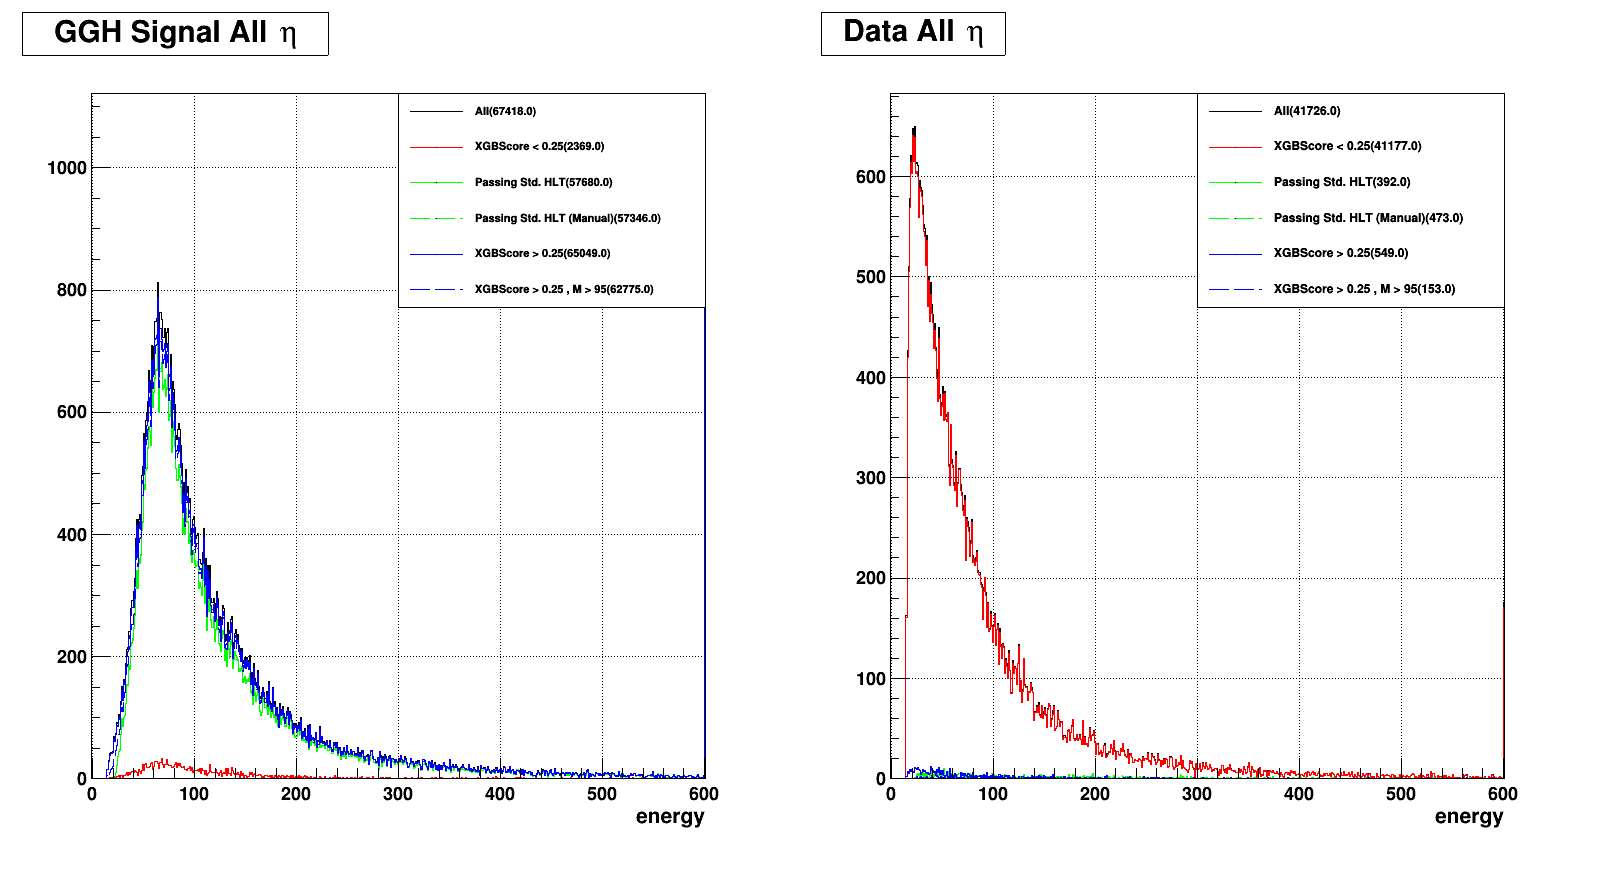 GGH Signal All η
All(67418.0)
XGBScore < 0.25(2369.0)
Passing Std. HLT(57680.0)
Passing Std. HLT (Manual)(57346.0)
XGBScore > 0.25(65049.0)
XGBScore > 0.25 , M > 95(62775.0)
1000
800
600
400
200
0
0 100 200 300 400 500 600
energy
Data All η
All(41726.0)
XGBScore < 0.25(41177.0)
Passing Std. HLT(392.0)
Passing Std. HLT (Manual)(473.0)
XGBScore > 0.25(549.0)
XGBScore > 0.25 , M > 95(153.0)
600
500
400
300
200
100
0
0 100 200 300 400 500 600
energy